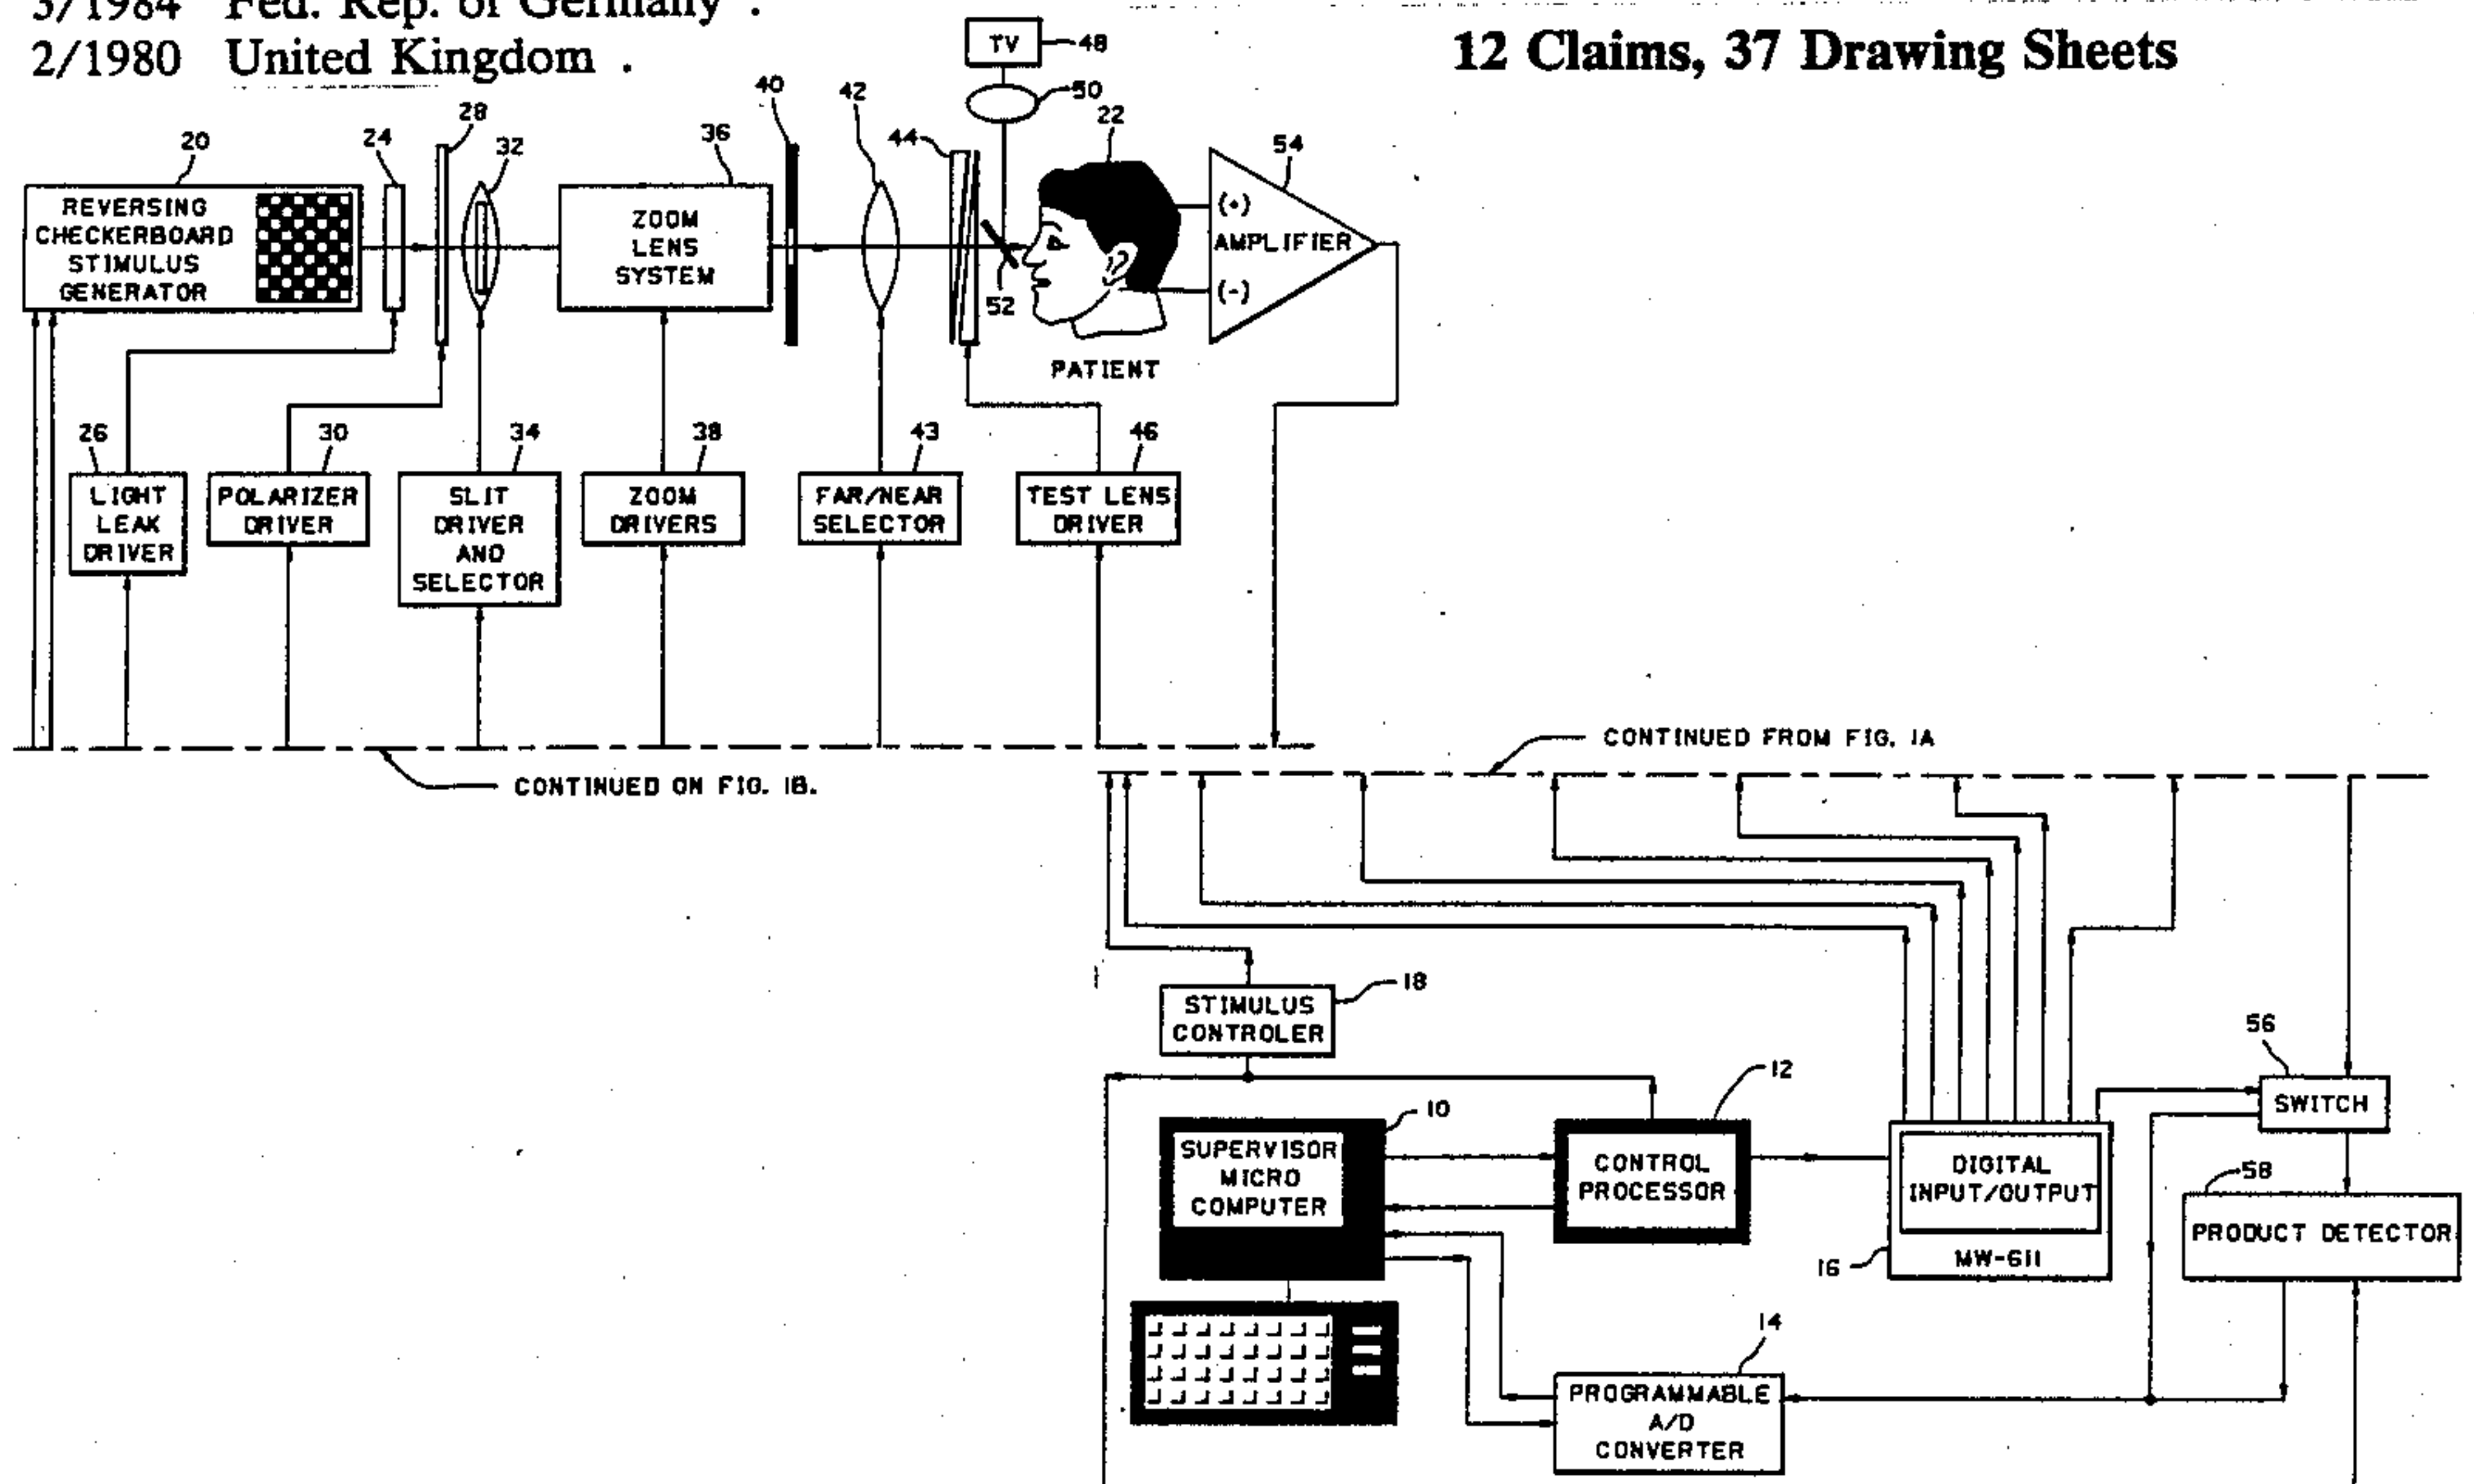 3/1984 Fed. Rep. of Germany .
2/1980 United Kingdom .
12 Claims, 37 Drawing Sheets
TV
48
50
40
42
44
22
54
20
24
28
32
36
REVERSING
CHECKERBOARD
STIMULUS
GENERATOR
ZOOM
LENS
SYSTEM
52
(+)
AMPLIFIER
(-)
PATIENT
26
30
34
38
43
46
LIGHT
LEAK
DRIVER
POLARIZER
DRIVER
SLIT
DRIVER
AND
SELECTOR
ZOOM
DRIVERS
FAR/NEAR
SELECTOR
TEST LENS
DRIVER
CONTINUED ON FIG. 1B.
CONTINUED FROM FIG. 1A
STIMULUS
CONTROLER
18
56
SWITCH
10
12
SUPERVISOR
MICRO
COMPUTER
CONTROL
PROCESSOR
DIGITAL
INPUT/OUTPUT
MW-611
16
58
PRODUCT DETECTOR
14
PROGRAMMABLE
A/D
CONVERTER